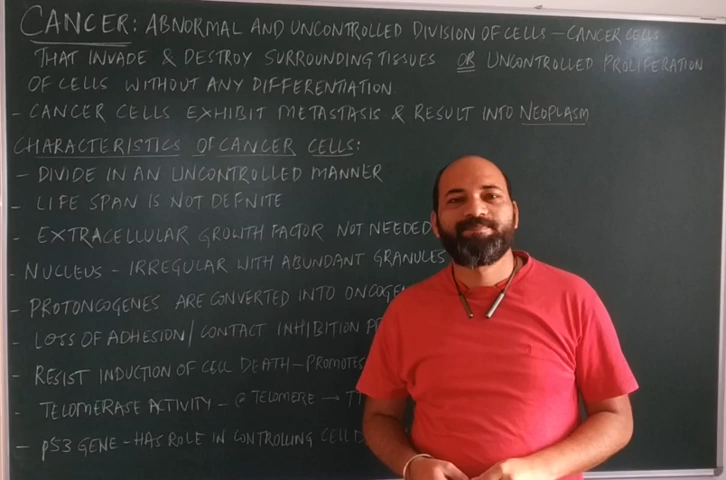 CANCER: ABNORMAL AND UNCONTROLLED DIVISION OF CELLS – CANCER CELLS
THAT INVADE & DESTROY SURROUNDING TISSUES OR UNCONTROLLED PROLIFERATION
OF CELLS WITHOUT ANY DIFFERENTIATION.
- CANCER CELLS EXHIBIT METASTASIS & RESULT INTO NEOPLASM
CHARACTERISTICS OF CANCER CELLS:
- DIVIDE IN AN UNCONTROLLED MANNER
- LIFE SPAN IS NOT DEFNITE
- EXTRACELLULAR GROWTH FACTOR NOT NEEDED
- NUCLEUS – IRREGULAR WITH ABUNDANT GRANULES
- PROTONCOGENES ARE CONVERTED INTO
- LOSS OF ADHESION/CONTACT INHIBITION
- RESIST INDUCTION OF CELL DEATH – PROMOTES
- TELOMERASE ACTIVITY – @ TELOMERE →
- p53 GENE – HAS ROLE IN CONTROLLING CELL